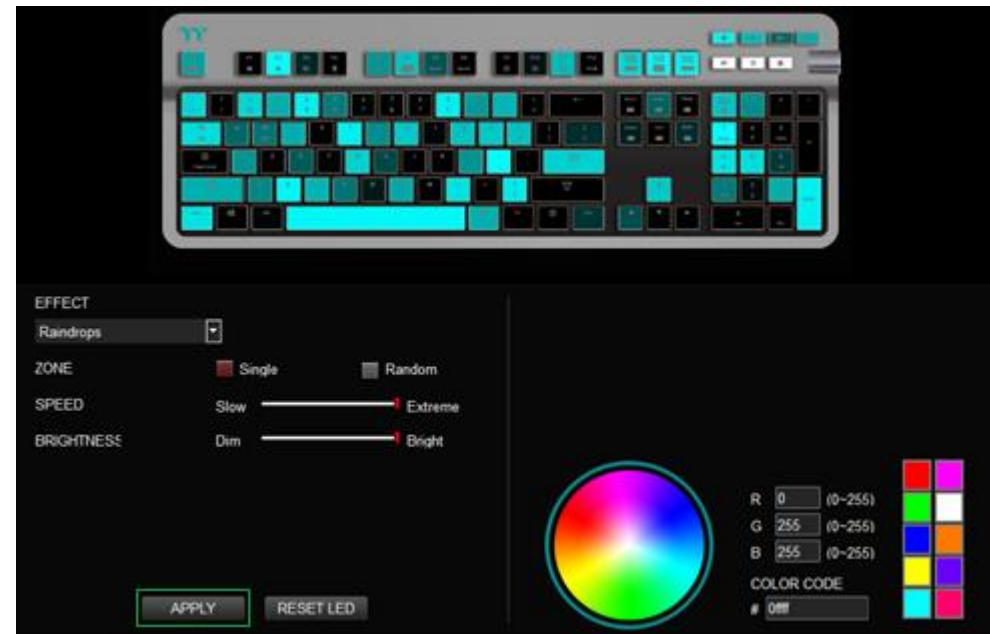 EFFECT
Raindrops
ZONE Single Random
SPEED Slow Extreme
BRIGHTNESS Dim Bright
R 0 (0~255)
G 255 (0~255)
B 255 (0~255)
COLOR CODE
# 0ffff
APPLY RESET LED